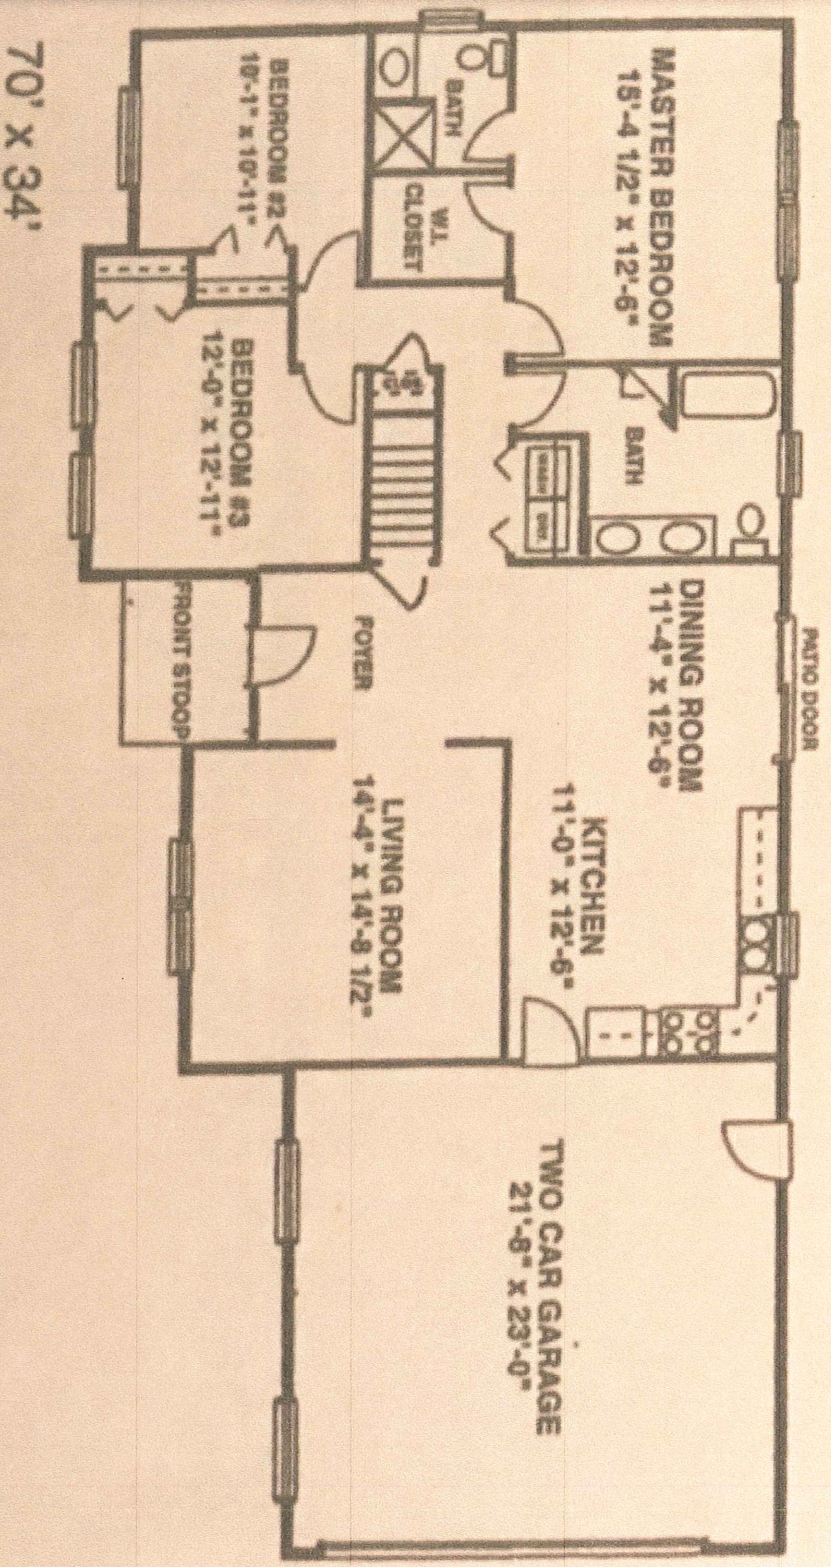 PATIO DOOR
MASTER BEDROOM
15'-4 1/2" x 12'-6"
BATH
DINING ROOM
11'-4" x 12'-6"
KITCHEN
11'-0" x 12'-6"
TWO CAR GARAGE
21'-8" x 23'-0"
BATH
W.I.
CLOSET
WASH
DRY.
FOYER
LIVING ROOM
14'-4" x 14'-8 1/2"
BEDROOM #2
10'-1" x 10'-11"
BEDROOM #3
12'-0" x 12'-11"
FRONT STOOP
70' x 34'